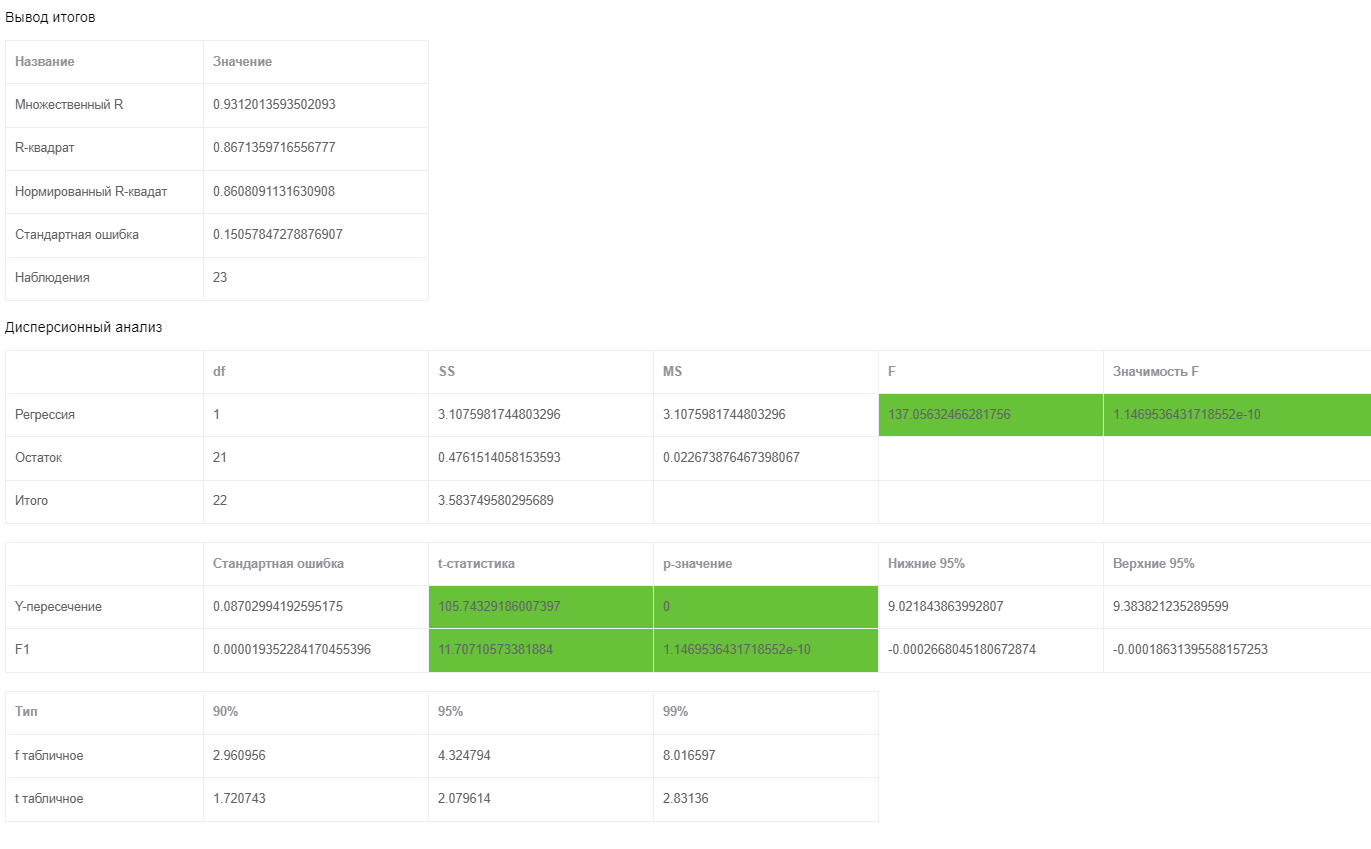 Вывод итогов
Название Значение
Множественный R 0.9312013593502093
R-квадрат 0.8671359716556777
Нормированный R-квадат 0.8608091131630908
Стандартная ошибка 0.15057847278876907
Наблюдения 23
Дисперсионный анализ
df SS MS F Значимость F
Регрессия 1 3.1075981744803296 3.1075981744803296 137.05632466281756 1.1469536431718552e-10
Остаток 21 0.4761514058153593 0.022673876467398067
Итого 22 3.583749580295689
Стандартная ошибка t-статистика p-значение Нижние 95% Верхние 95%
Y-пересечение 0.08702994192595175 105.74329186007397 0 9.021843863992807 9.383821235289599
F1 0.000019352284170455396 11.70710573381884 1.1469536431718552e-10 -0.0002668045180672874 -0.00018631395588157253
Тип 90% 95% 99%
f табличное 2.960956 4.324794 8.016597
t табличное 1.720743 2.079614 2.83136